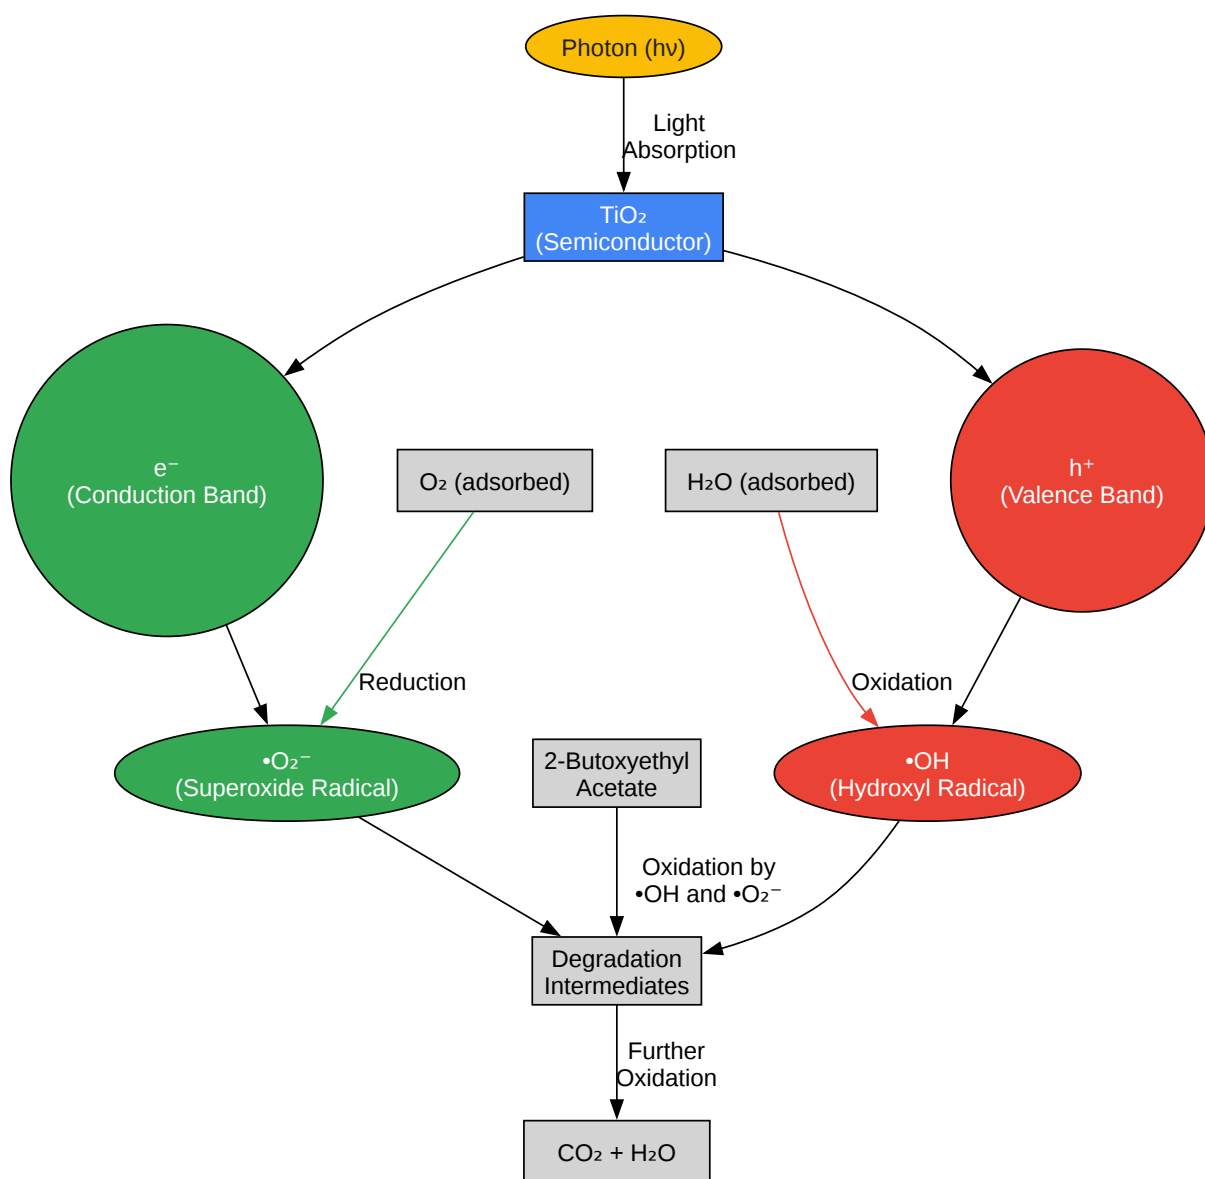 Photon (hν)
Light
Absorption
TiO₂
(Semiconductor)
e⁻
(Conduction Band)
O₂ (adsorbed)
H₂O (adsorbed)
h⁺
(Valence Band)
Reduction
Oxidation
•O₂⁻
(Superoxide Radical)
2-Butoxyethyl
Acetate
•OH
(Hydroxyl Radical)
Oxidation by
•OH and •O₂⁻
Degradation
Intermediates
Further
Oxidation
CO₂ + H₂O